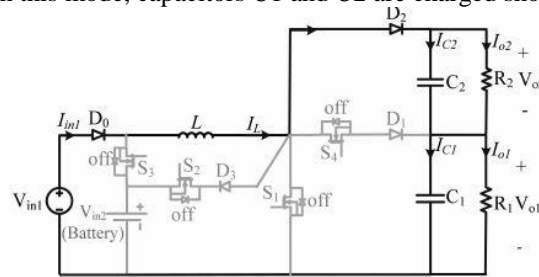 in this mode, capacitors C1 and C2 are charged
D2
IC2 Io2 +
C2 R2 Vo
-
Iin1 D0 L IL
off D1
S4
IC1 Io1 +
off S3 S2 D3
off
S1 off
Vin1 Vin2 +
(Battery) -
C1 R1 Vo1
-